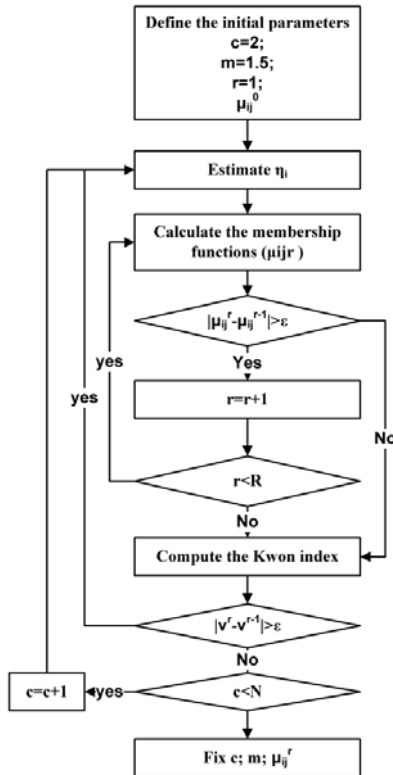 Define the initial parameters
c=2;
m=1.5;
r=1;
μij⁰
Estimate ηi
Calculate the membership
functions (μijr )
|μijʳ-μijʳ⁻¹|>ε
yes
yes
Yes
No
r=r+1
r<R
No
Compute the Kwon index
|vʳ-vʳ⁻¹|>ε
No
c=c+1
yes
c<N
Fix c; m; μijʳ